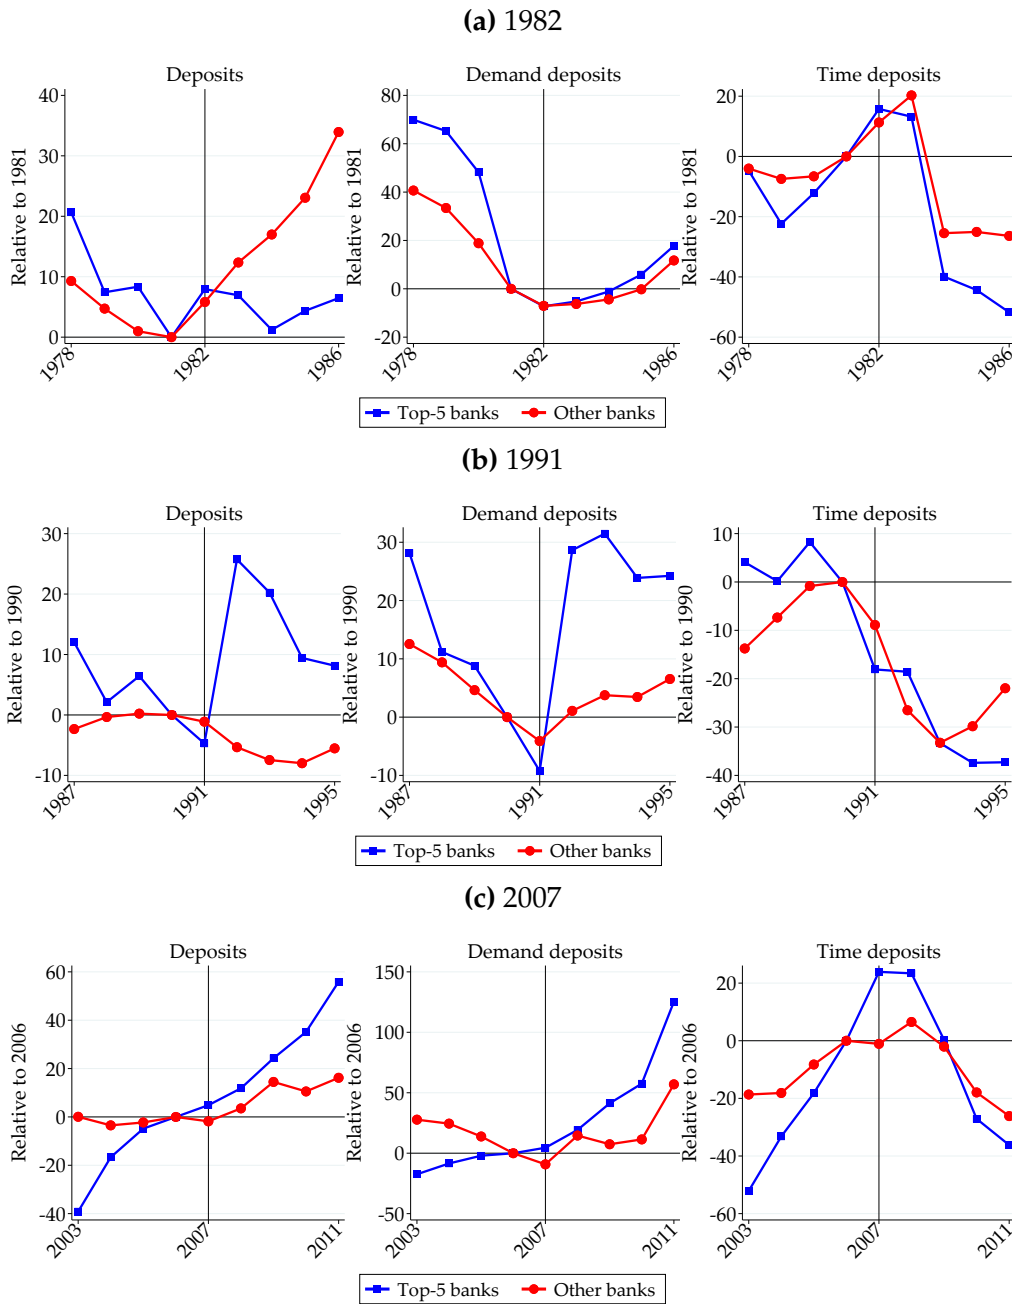 (a) 1982
Deposits
Demand deposits
Time deposits
Relative to 1981
40
30
20
10
0
1978
1982
1986
Relative to 1981
80
60
40
20
0
-20
1978
1982
1986
Relative to 1981
20
0
-20
-40
-60
1978
1982
1986
Top-5 banks
Other banks
(b) 1991
Deposits
Demand deposits
Time deposits
Relative to 1990
30
20
10
0
-10
1987
1991
1995
Relative to 1990
30
20
10
0
-10
1987
1991
1995
Relative to 1990
10
0
-10
-20
-30
-40
1987
1991
1995
Top-5 banks
Other banks
(c) 2007
Deposits
Demand deposits
Time deposits
Relative to 2006
60
40
20
0
-20
-40
2003
2007
2011
Relative to 2006
150
100
50
0
-50
2003
2007
2011
Relative to 2006
20
0
-20
-40
-60
2003
2007
2011
Top-5 banks
Other banks